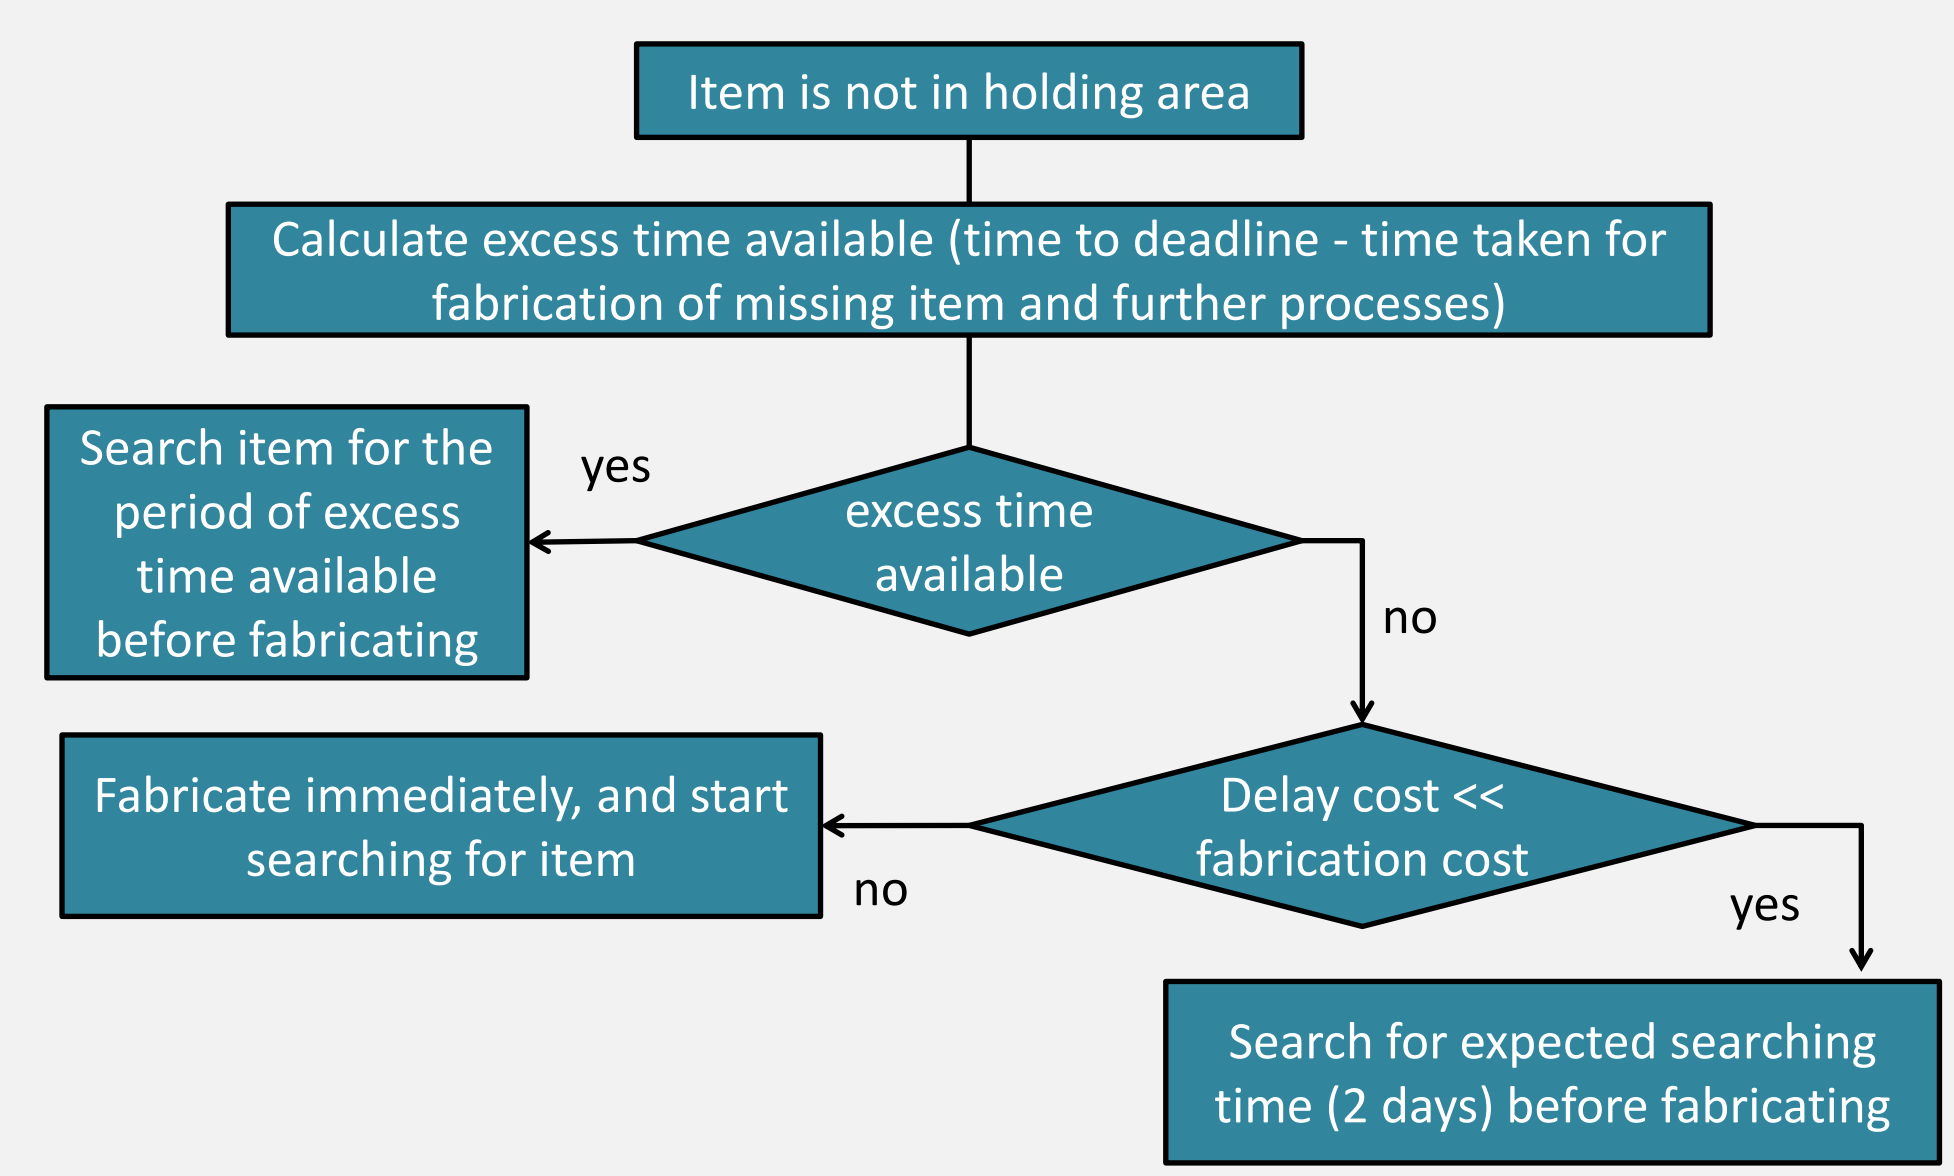 Item is not in holding area
Calculate excess time available (time to deadline - time taken for
fabrication of missing item and further processes)
Search item for the
period of excess
time available
before fabricating
yes
excess time
available
no
Fabricate immediately, and start
searching for item
no
Delay cost <<
fabrication cost
yes
Search for expected searching
time (2 days) before fabricating